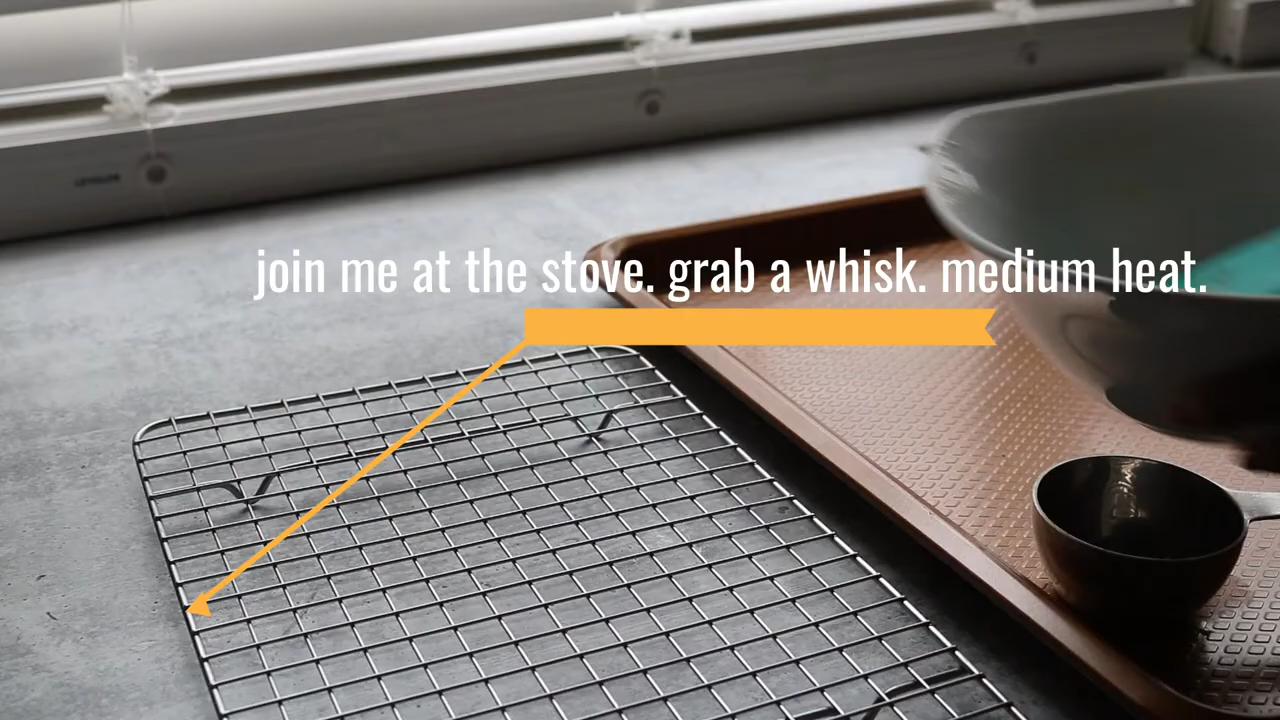 join me at the stove. grab a whisk. medium heat.